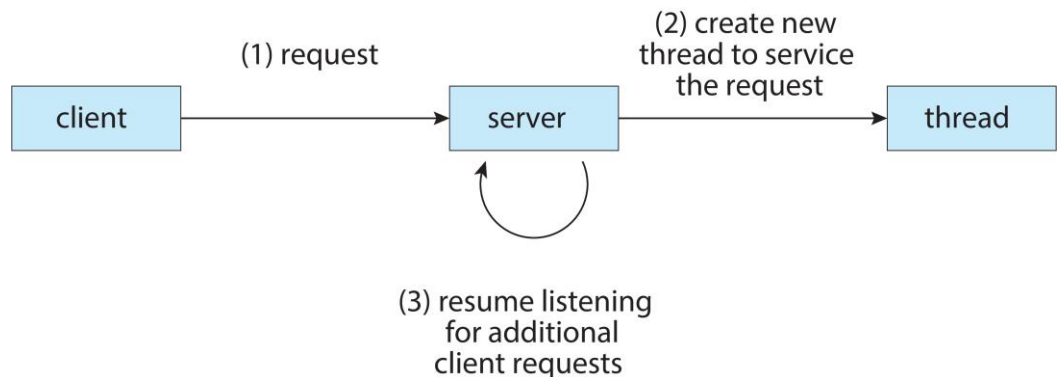 (1) request
(2) create new
thread to service
the request
client
server
thread
(3) resume listening
for additional
client requests